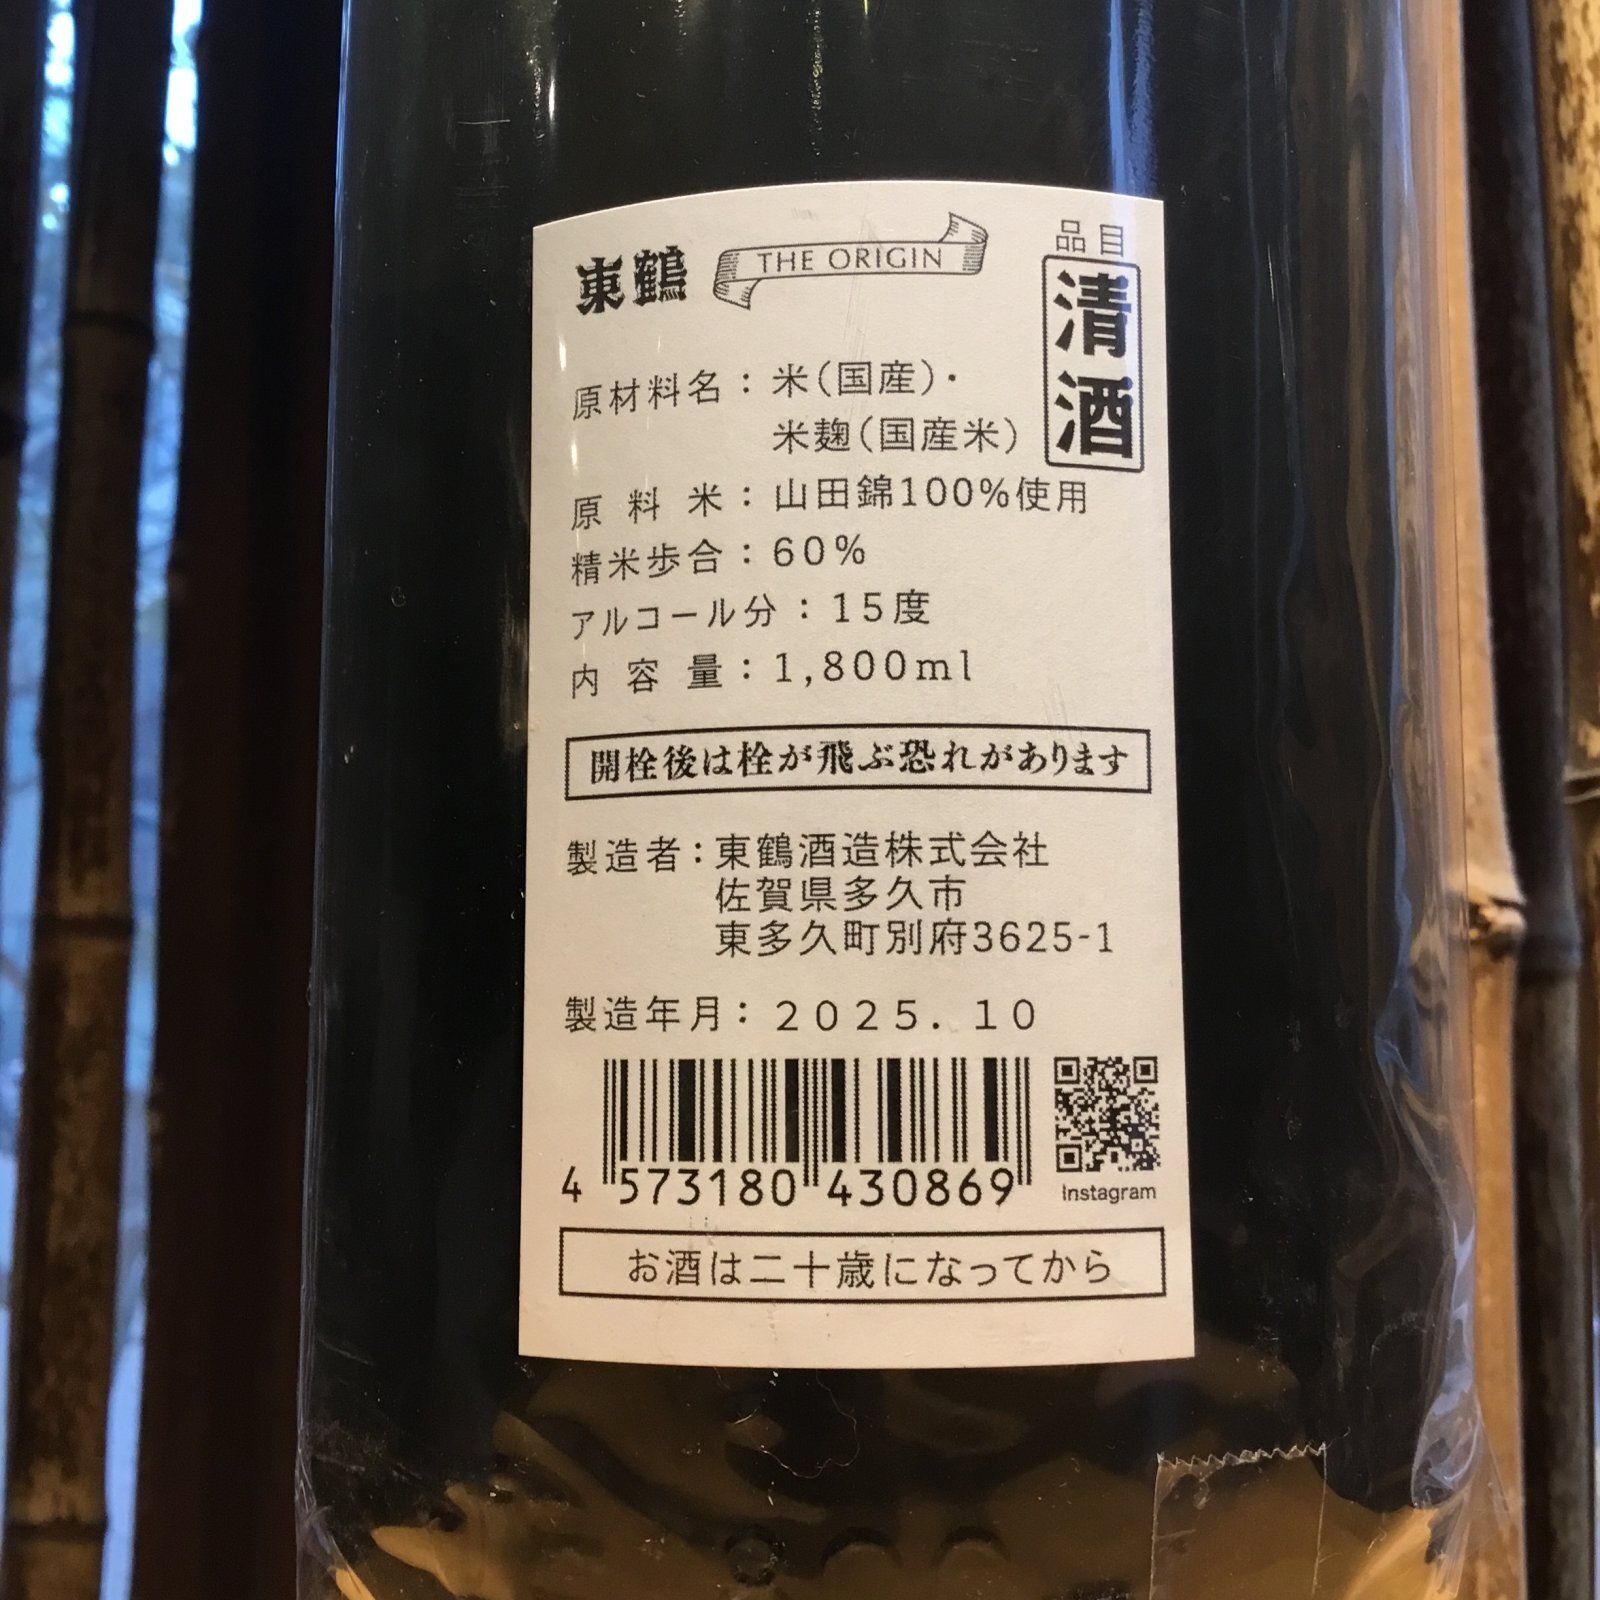 東鶴 THE ORIGIN
品目
清酒
原材料名：米（国産）・
米麹（国産米）
原料米：山田錦100%使用
精米歩合：60%
アルコール分：15度
内容量：1,800ml
開栓後は栓が飛ぶ恐れがあります
製造者：東鶴酒造株式会社
佐賀県多久市
東多久町別府3625-1
製造年月：2025.10
4 573180 430869
Instagram
お酒は二十歳になってから